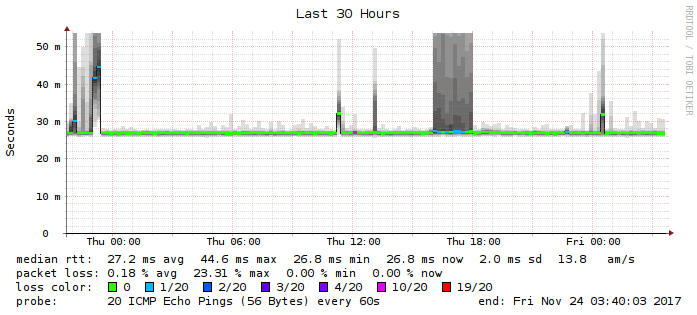 Last 30 Hours
RRDTOOL / TOBI OETIKER
Seconds
50 m
40 m
30 m
20 m
10 m
0
Thu 00:00 Thu 06:00 Thu 12:00 Thu 18:00 Fri 00:00
median rtt: 27.2 ms avg 44.6 ms max 26.8 ms min 26.8 ms now 2.0 ms sd 13.8 am/s
packet loss: 0.18 % avg 23.31 % max 0.00 % min 0.00 % now
loss color: 0 1/20 2/20 3/20 4/20 10/20 19/20
probe: 20 ICMP Echo Pings (56 Bytes) every 60s end: Fri Nov 24 03:40:03 2017